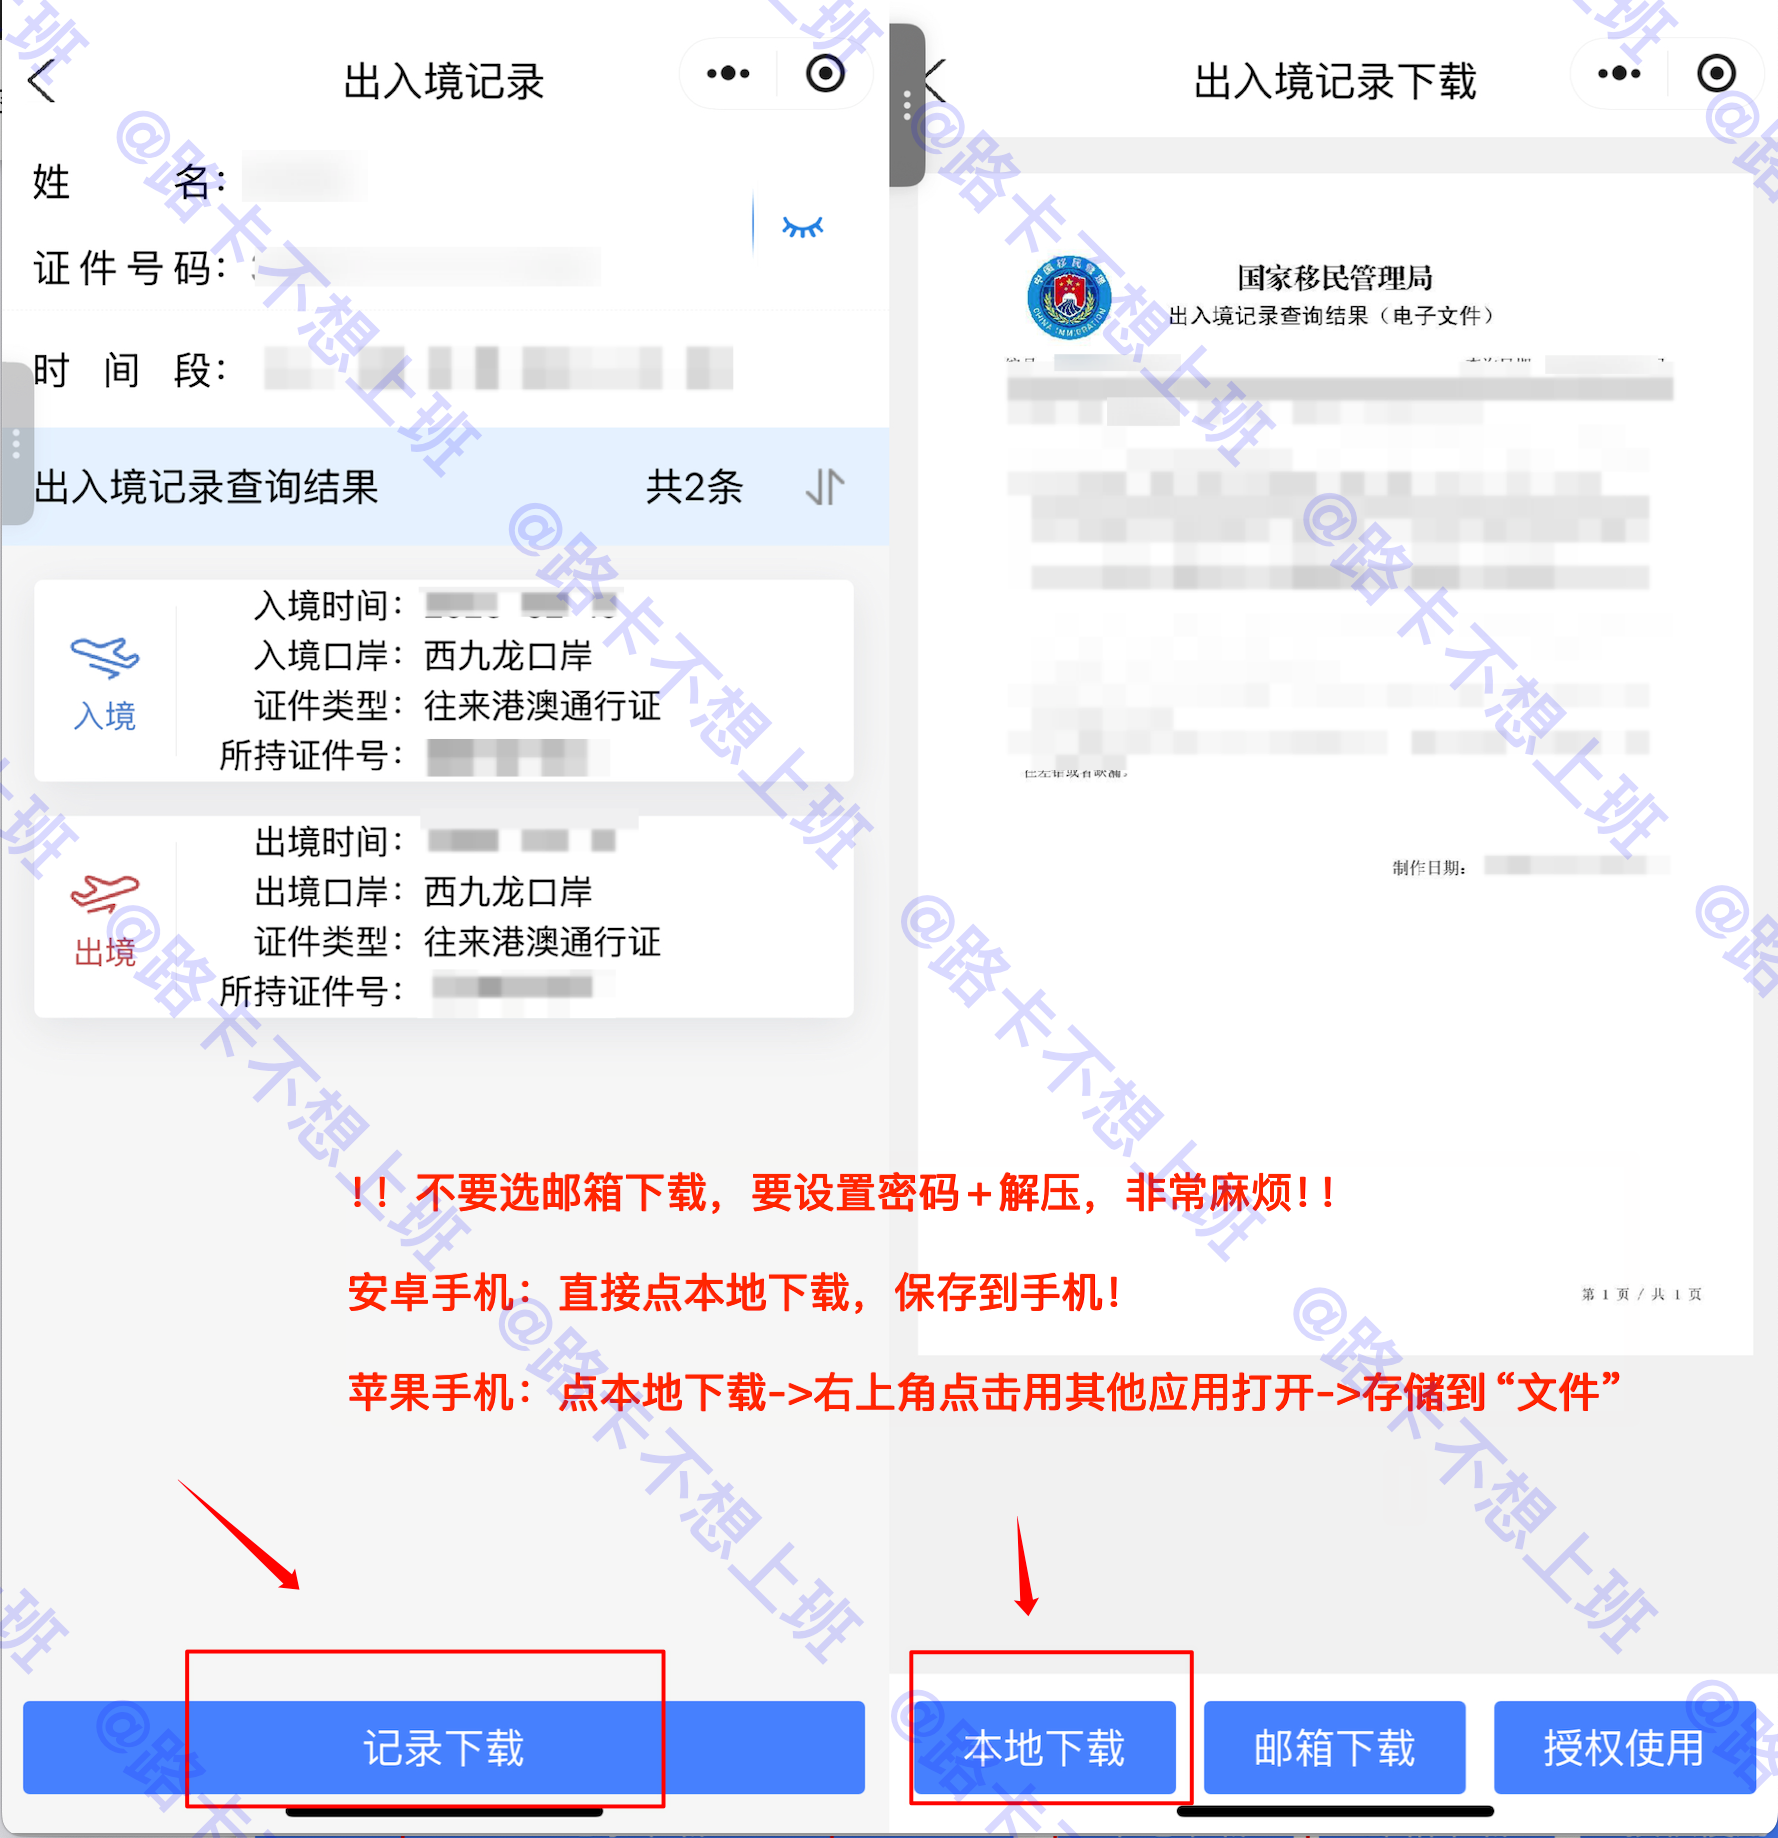 出入境记录
姓 名：
证件号码：
时间段：
出入境记录查询结果 共2条
入境
入境时间：
入境口岸：西九龙口岸
证件类型：往来港澳通行证
所持证件号：
出境
出境时间：
出境口岸：西九龙口岸
证件类型：往来港澳通行证
所持证件号：
记录下载
出入境记录下载
中国移民管理
CHINA IMMIGRATION
国家移民管理局
出入境记录查询结果（电子文件）
制作日期：
第 1 页 / 共 1 页
本地下载 邮箱下载 授权使用
！！不要选邮箱下载，要设置密码+解压，非常麻烦！！
安卓手机：直接点本地下载，保存到手机！
苹果手机：点本地下载->右上角点击用其他应用打开->存储到“文件”
@路卡不想上班